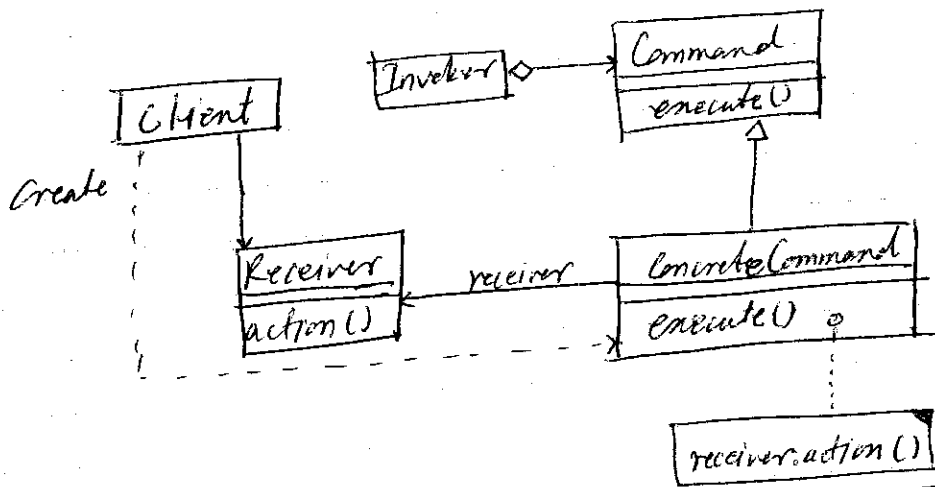 Command
Invoker
execute()
Client
Create
Receiver
receiver
ConcreteCommand
action()
execute()
receiver.action()